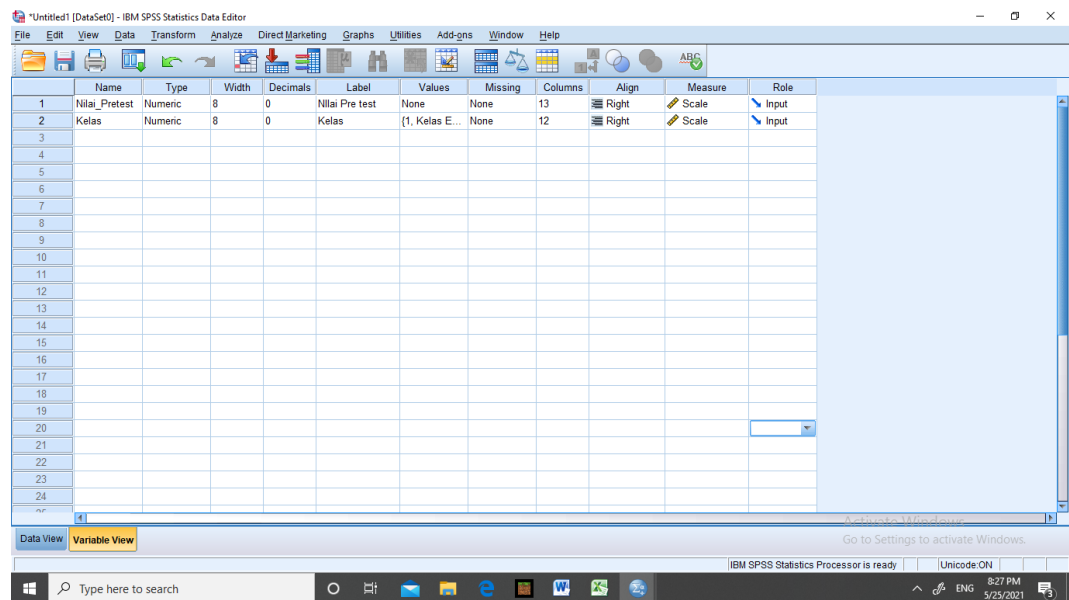 *Untitled1 [DataSet0] - IBM SPSS Statistics Data Editor
File Edit View Data Transform Analyze Direct Marketing Graphs Utilities Add-ons Window Help
Name Type Width Decimals Label Values Missing Columns Align Measure Role
1 Nilai_Pretest Numeric 8 0 NIlai Pre test None None 13 Right Scale Input
2 Kelas Numeric 8 0 Kelas {1, Kelas E... None 12 Right Scale Input
3
4
5
6
7
8
9
10
11
12
13
14
15
16
17
18
19
20
21
22
23
24
Data View Variable View
Activate Windows
Go to Settings to activate Windows.
IBM SPSS Statistics Processor is ready Unicode:ON
Type here to search
ENG 8:27 PM
5/25/2021